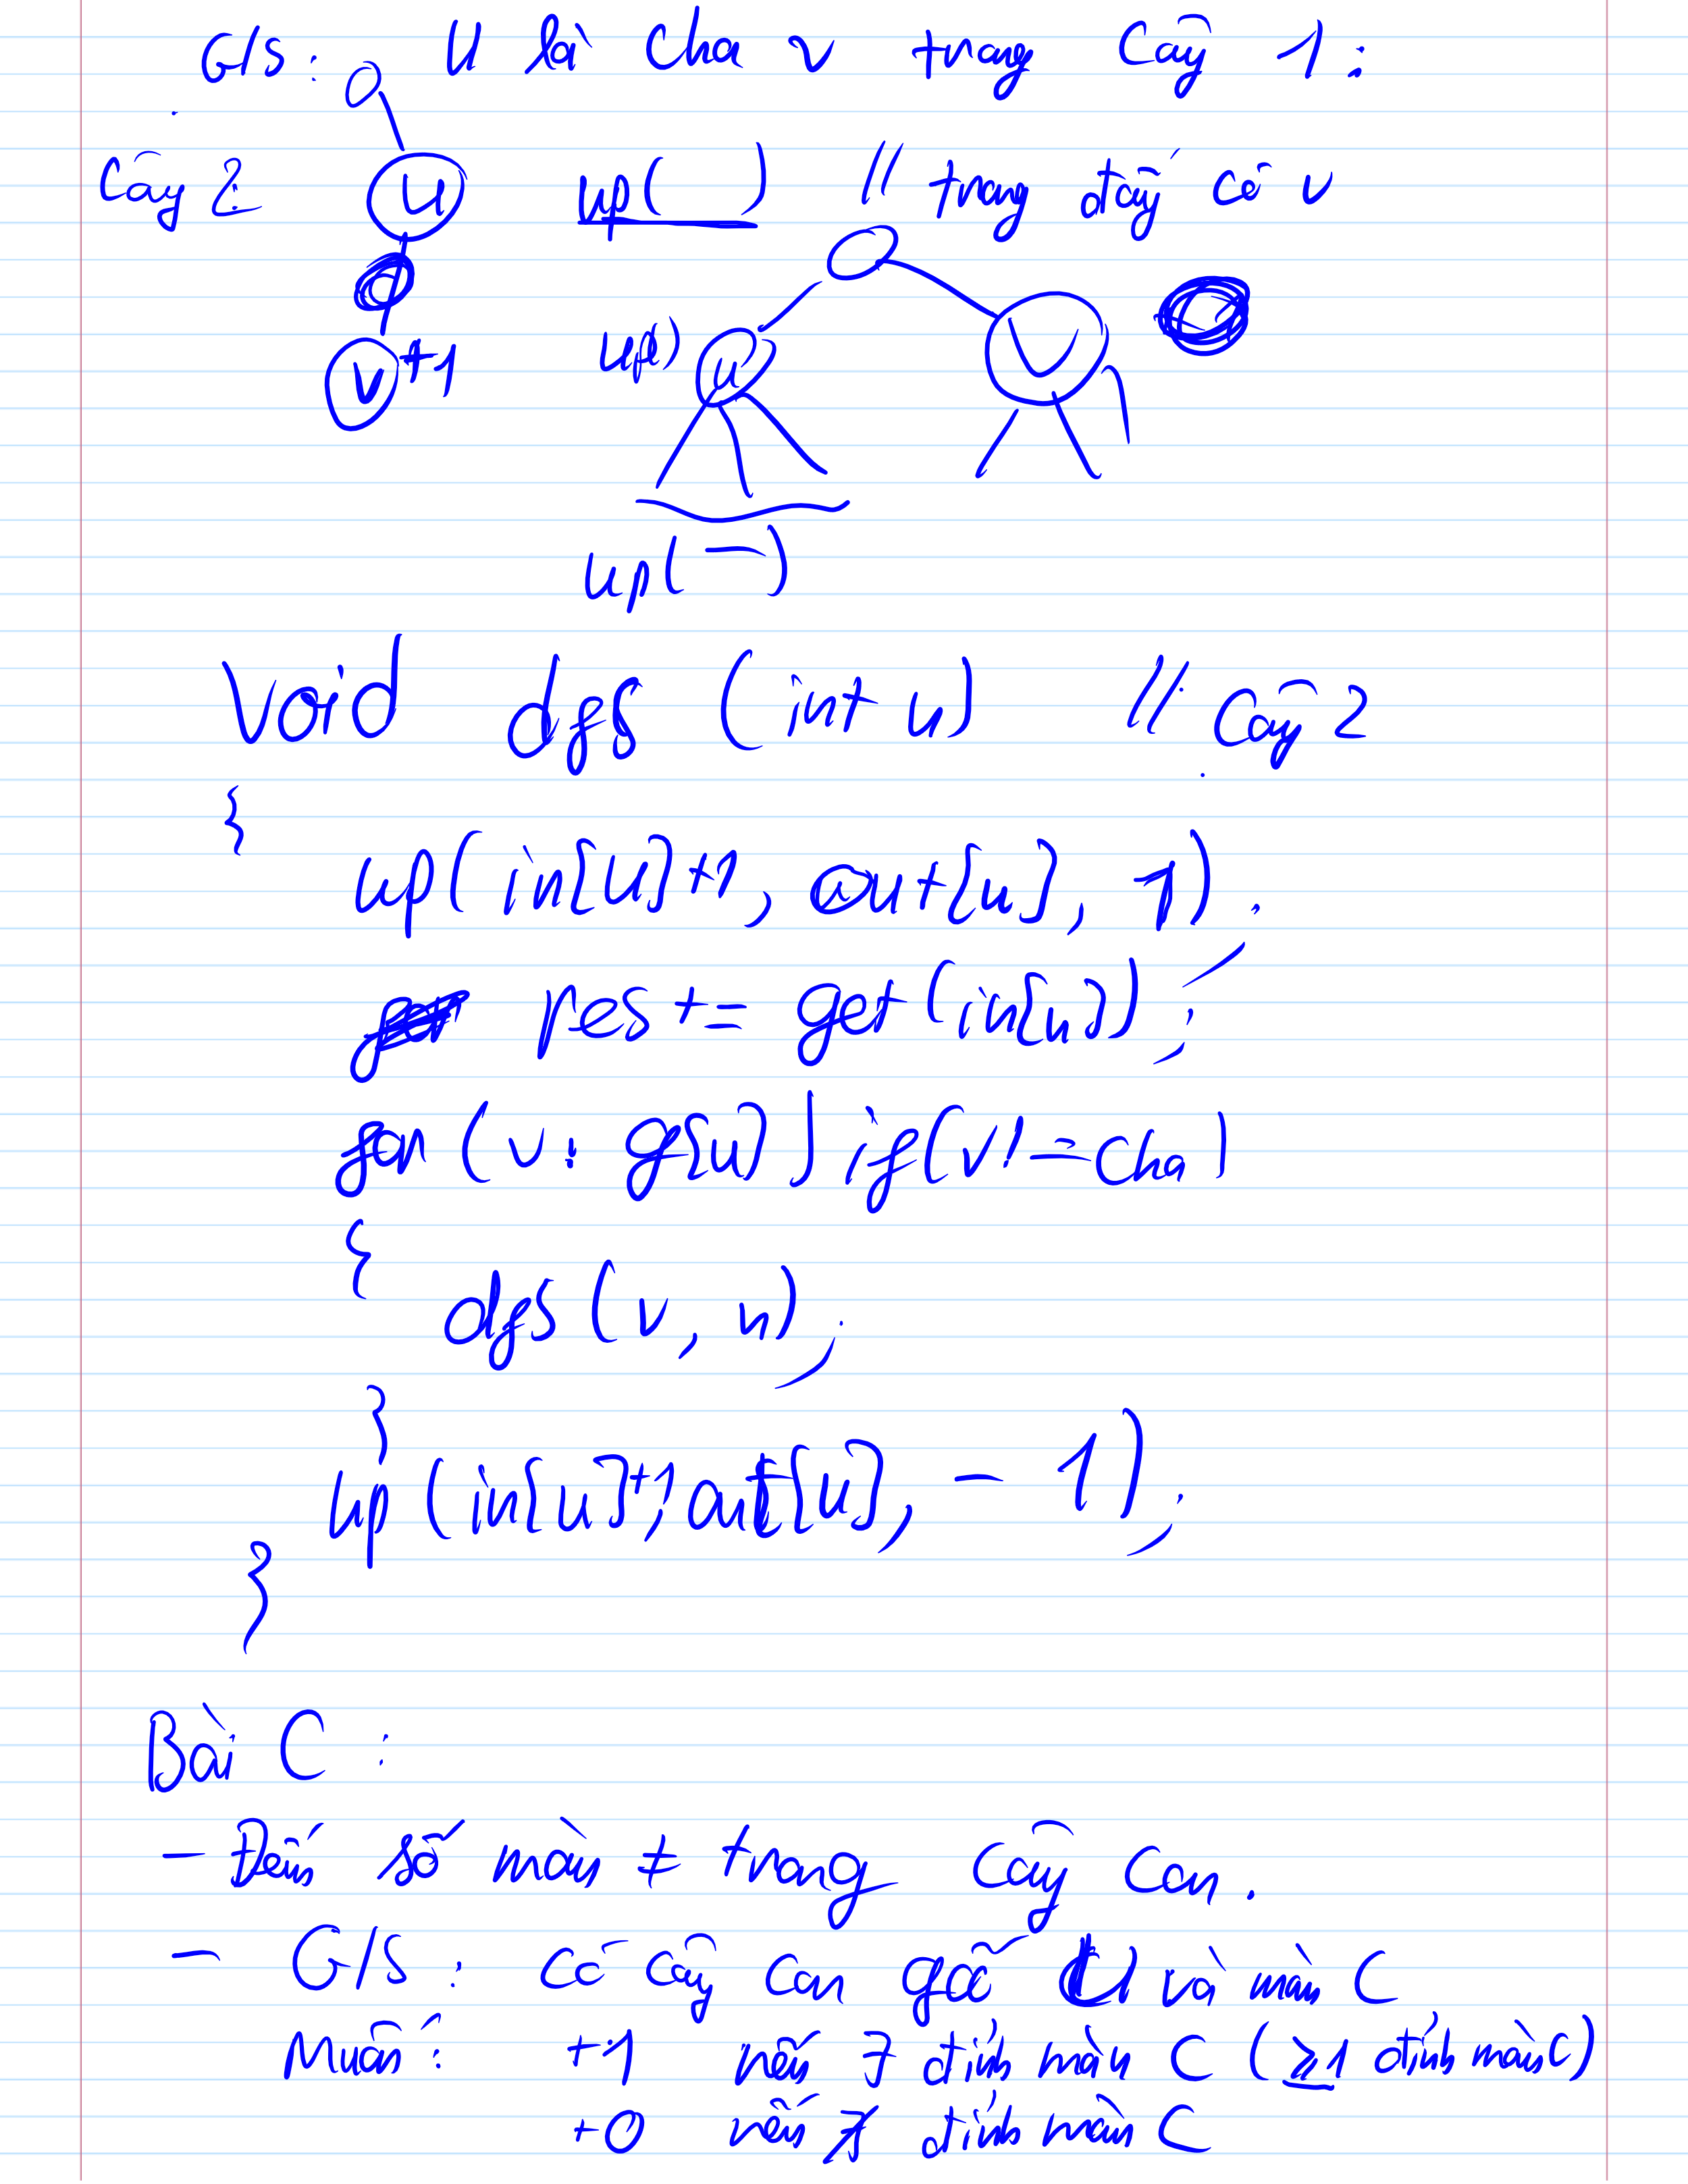 G/S: U là cha v trong cây 1:
Cây 2 u up( ) // trong đấy có v
v +1 up( ) u v
up( — )
void dfs (int u) // cây 2
{
up(in[u]+1, out[u], 1);
res += get(in[u]);
for (v: g[u]) if(v != cha)
{
dfs(v, u);
}
up(in[u]+1, out[u], -1);
}
Bài C:
- Đếm số màu ≠ trong cây con.
- G/S: Có cây con gốc U và màu C
Muốn: +1 nếu ∃ đỉnh màu C (≥1 đỉnh màu C)
+0 nếu ∄ đỉnh màu C